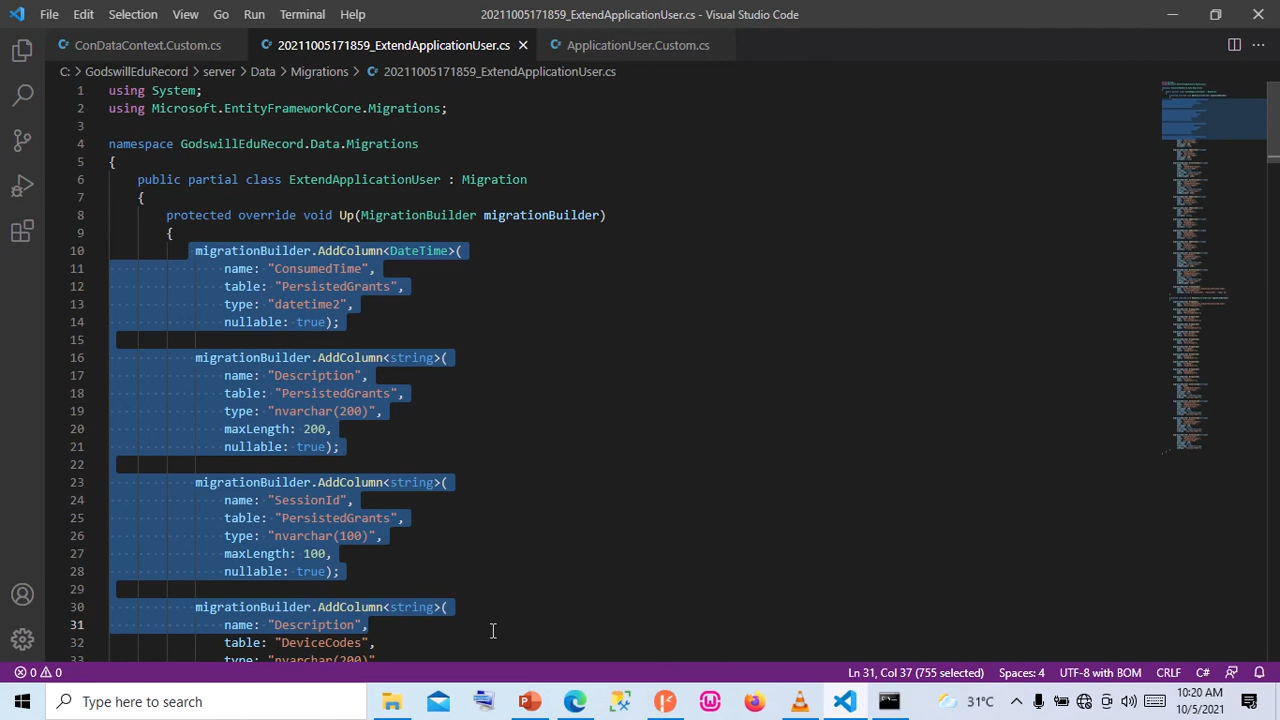 File Edit Selection View Go Run Terminal Help 20211005171859_ExtendApplicationUser.cs - Visual Studio Code
ConDataContext.Custom.cs 20211005171859_ExtendApplicationUser.cs ApplicationUser.Custom.cs
C: > GodswillEduRecord > server > Data > Migrations > 20211005171859_ExtendApplicationUser.cs
1 using System;
2 using Microsoft.EntityFrameworkCore.Migrations;
3
4 namespace GodswillEduRecord.Data.Migrations
5 {
6 public partial class ExtendApplicationUser : Migration
7 {
8 protected override void Up(MigrationBuilder migrationBuilder)
9 {
10 migrationBuilder.AddColumn<DateTime>(
11 name: "ConsumedTime",
12 table: "PersistedGrants",
13 type: "datetime2",
14 nullable: true);
15
16 migrationBuilder.AddColumn<string>(
17 name: "Description",
18 table: "PersistedGrants",
19 type: "nvarchar(200)",
20 maxLength: 200,
21 nullable: true);
22
23 migrationBuilder.AddColumn<string>(
24 name: "SessionId",
25 table: "PersistedGrants",
26 type: "nvarchar(100)",
27 maxLength: 100,
28 nullable: true);
29
30 migrationBuilder.AddColumn<string>(
31 name: "Description",
32 table: "DeviceCodes",
type: "nvarchar(200)"
0 0 Ln 31, Col 37 (755 selected) Spaces: 4 UTF-8 with BOM CRLF C#
Type here to search 31°C 10:20 AM
10/5/2021